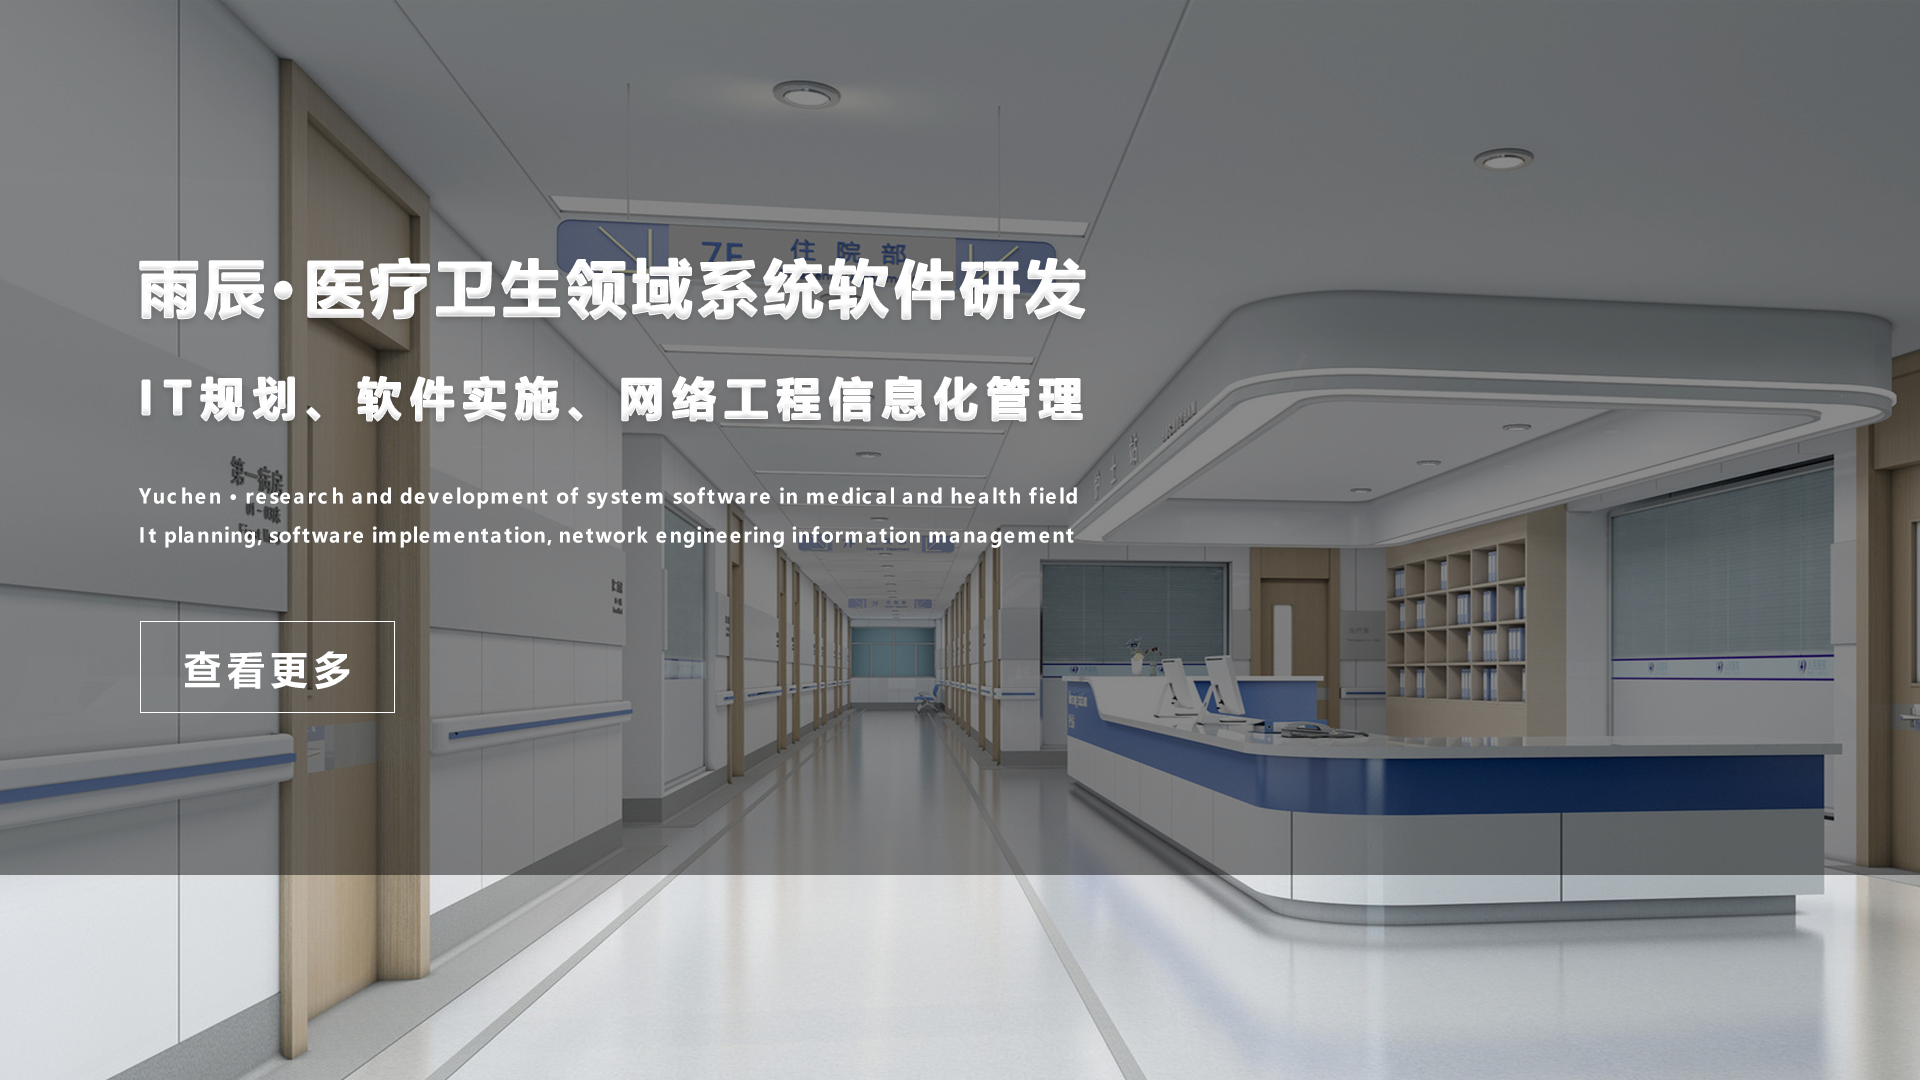 7F 住院部
雨辰·医疗卫生领域系统软件研发
IT规划、软件实施、网络工程信息化管理
护士站
第一病房
Yuchen • research and development of system software in medical and health field
It planning, software implementation, network engineering information management
查看更多